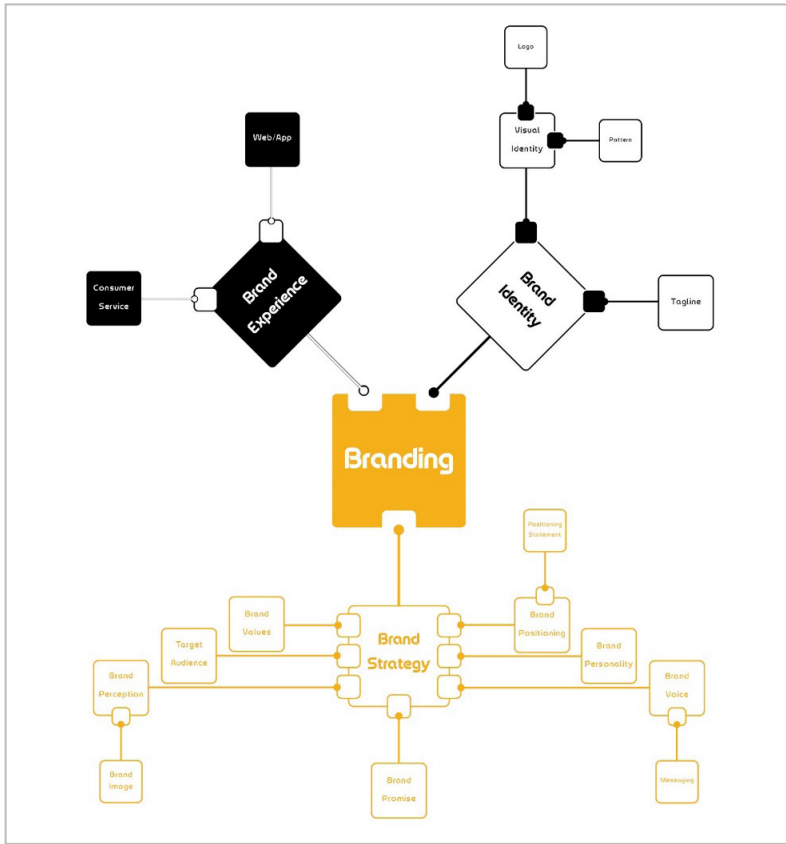 Logo
Visual
Identity
Pattern
Web/App
Consumer
Service
Brand
Experience
Brand
Identity
Tagline
Branding
Positioning
Statement
Brand
Values
Brand
Positioning
Target
Audience
Brand
Strategy
Brand
Personality
Brand
Perception
Brand
Voice
Brand
Image
Brand
Promise
Messaging